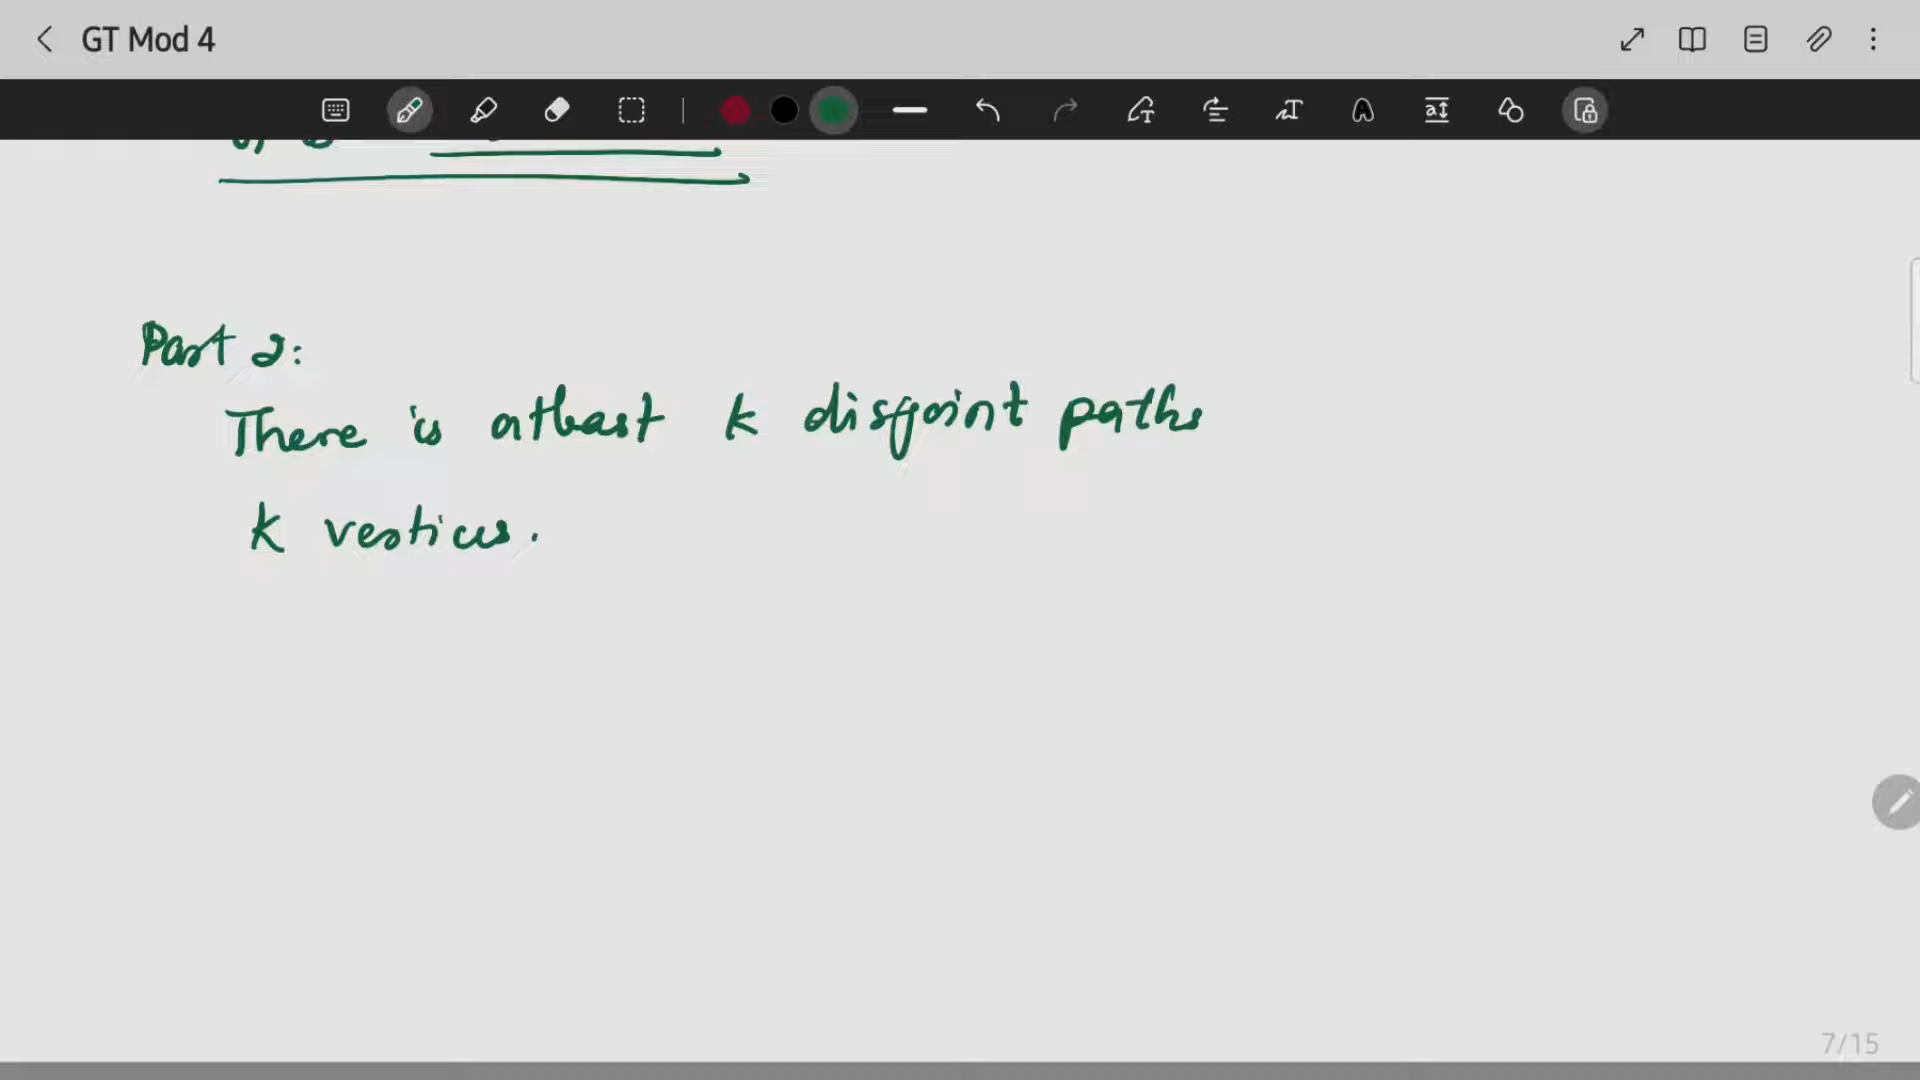 GT Mod 4
Part 2:
There is atleast k disjoint paths
k vertices.
7/15